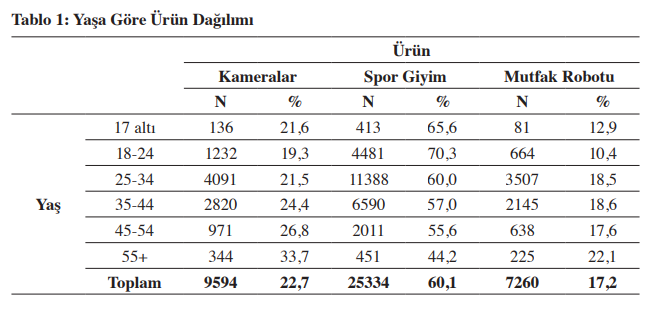 Tablo 1: Yaşa Göre Ürün Dağılımı
Ürün
Kameralar Spor Giyim Mutfak Robotu
N % N % N %
17 altı 136 21,6 413 65,6 81 12,9
18-24 1232 19,3 4481 70,3 664 10,4
25-34 4091 21,5 11388 60,0 3507 18,5
Yaş 35-44 2820 24,4 6590 57,0 2145 18,6
45-54 971 26,8 2011 55,6 638 17,6
55+ 344 33,7 451 44,2 225 22,1
Toplam 9594 22,7 25334 60,1 7260 17,2